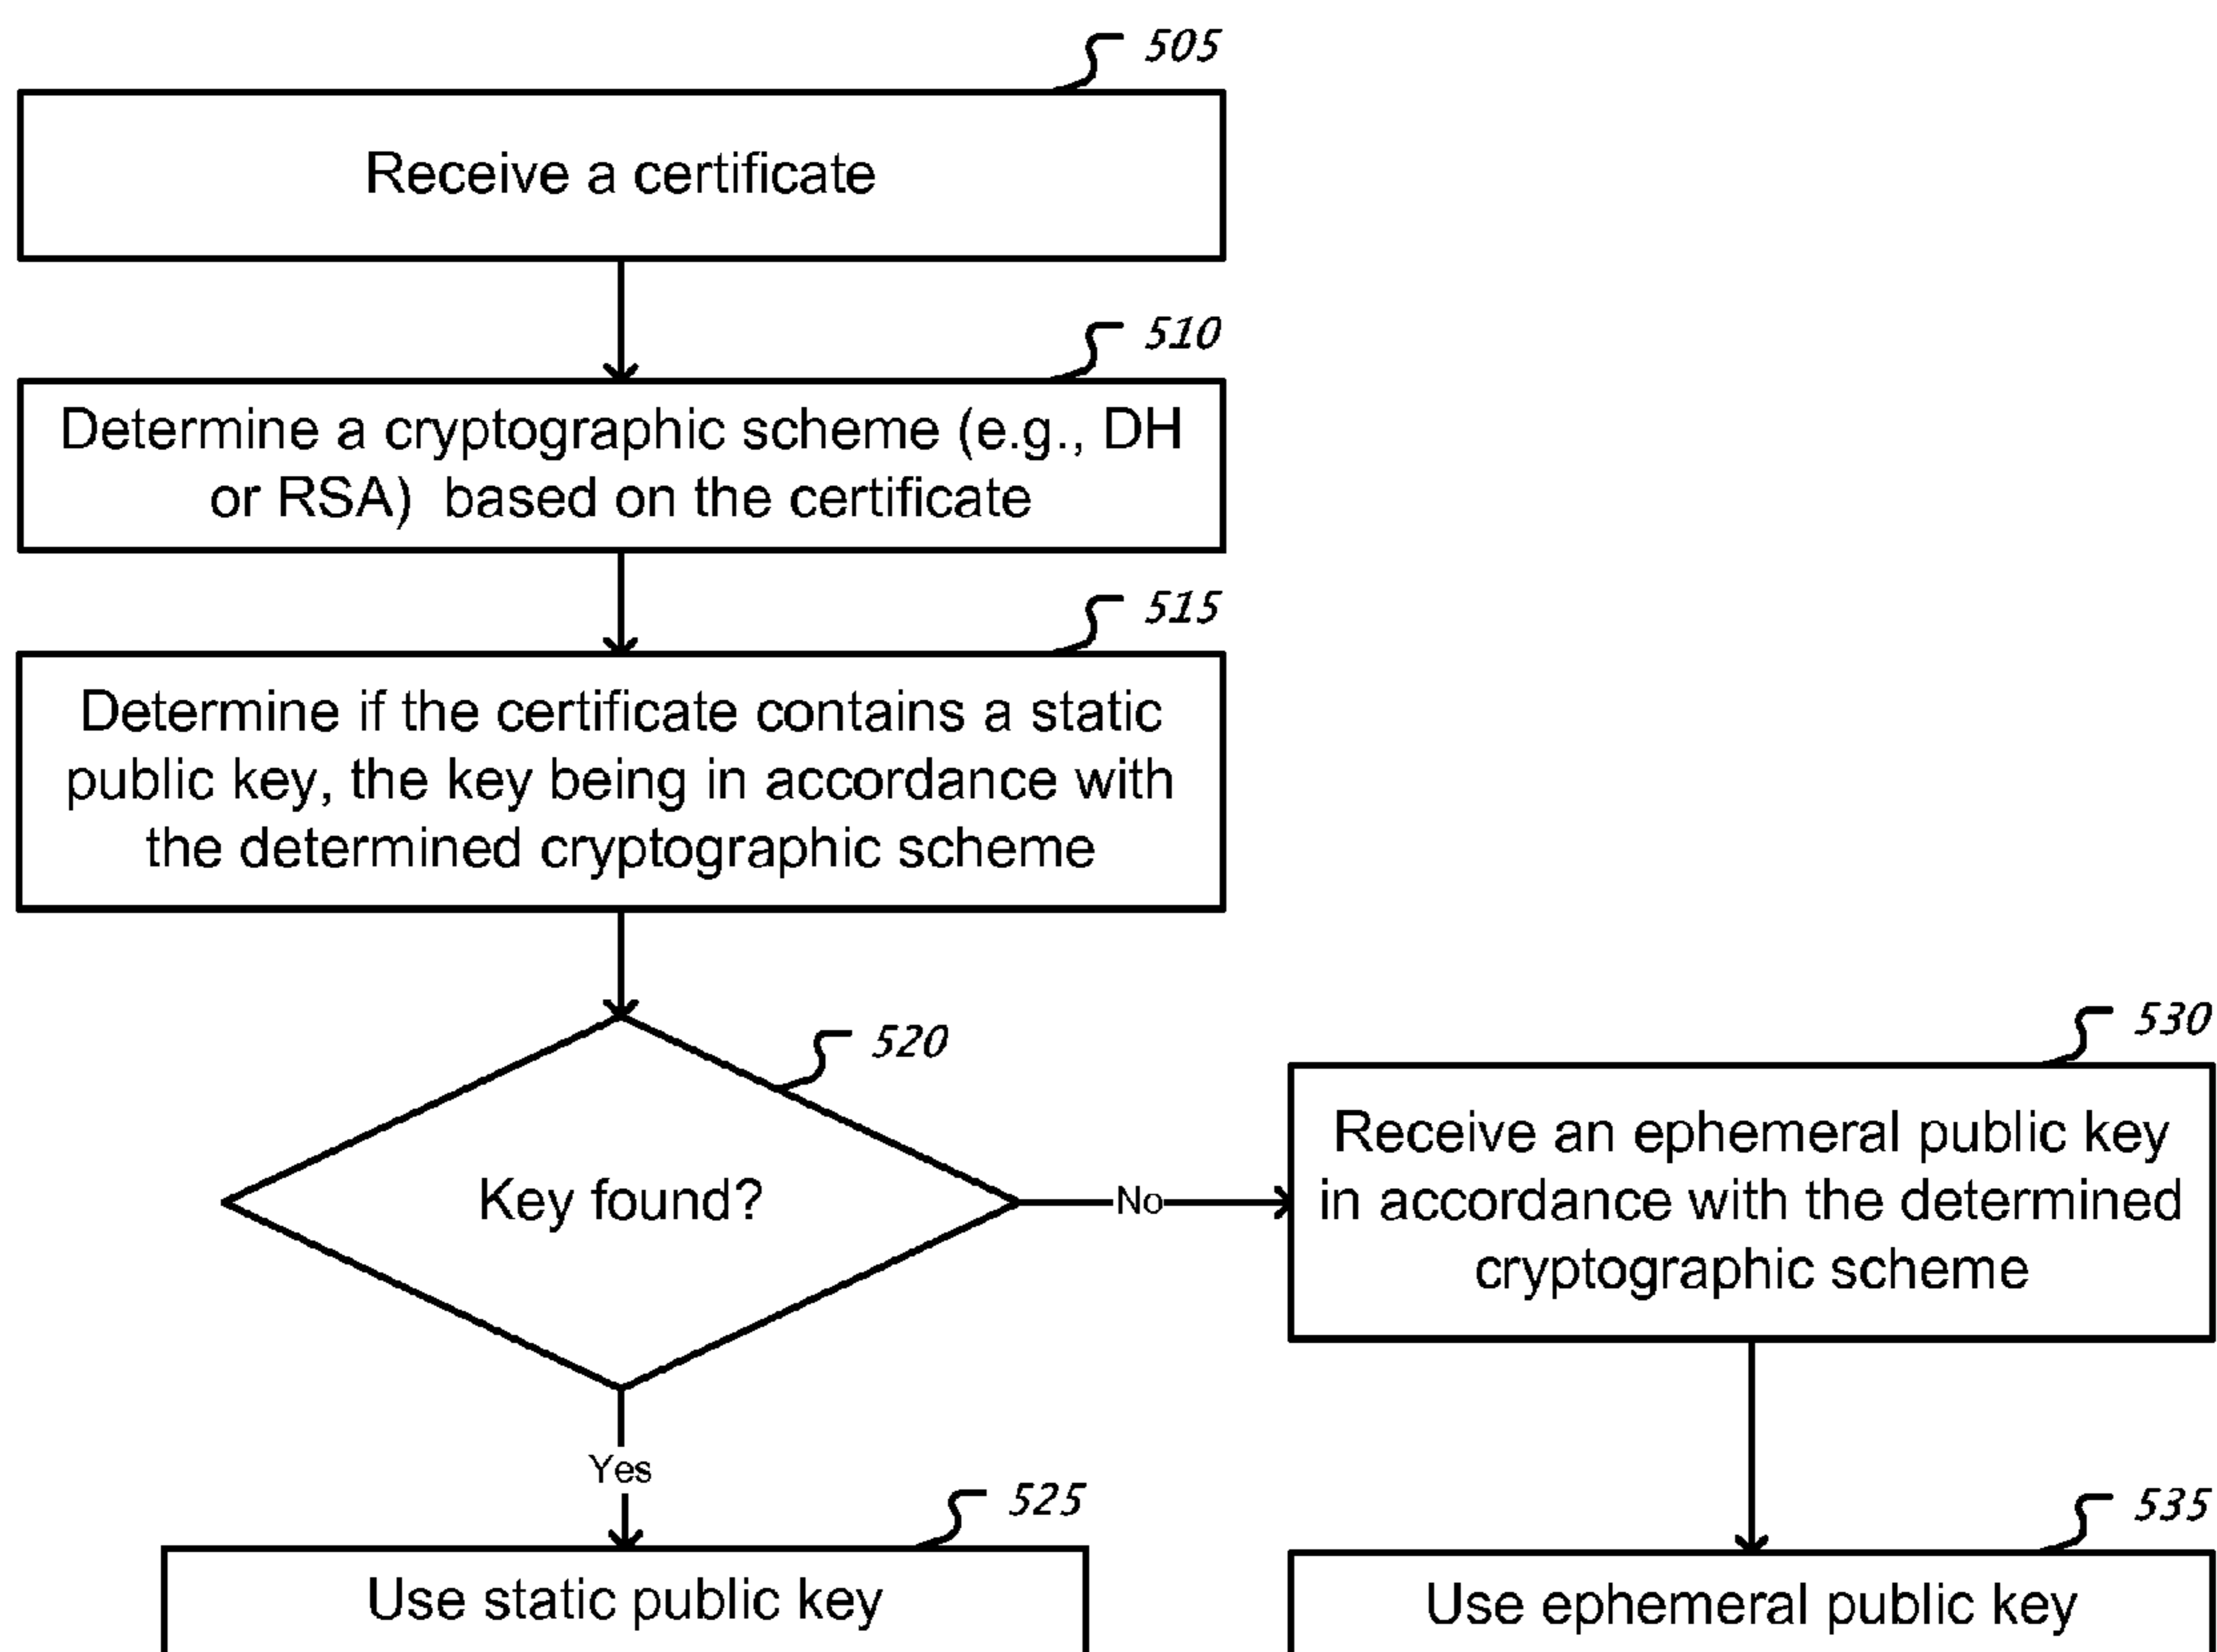 505
Receive a certificate
510
Determine a cryptographic scheme (e.g., DH
or RSA)  based on the certificate
515
Determine if the certificate contains a static
public key, the key being in accordance with
the determined cryptographic scheme
520
Key found?
No
530
Receive an ephemeral public key
in accordance with the determined
cryptographic scheme
Yes
525
Use static public key
535
Use ephemeral public key